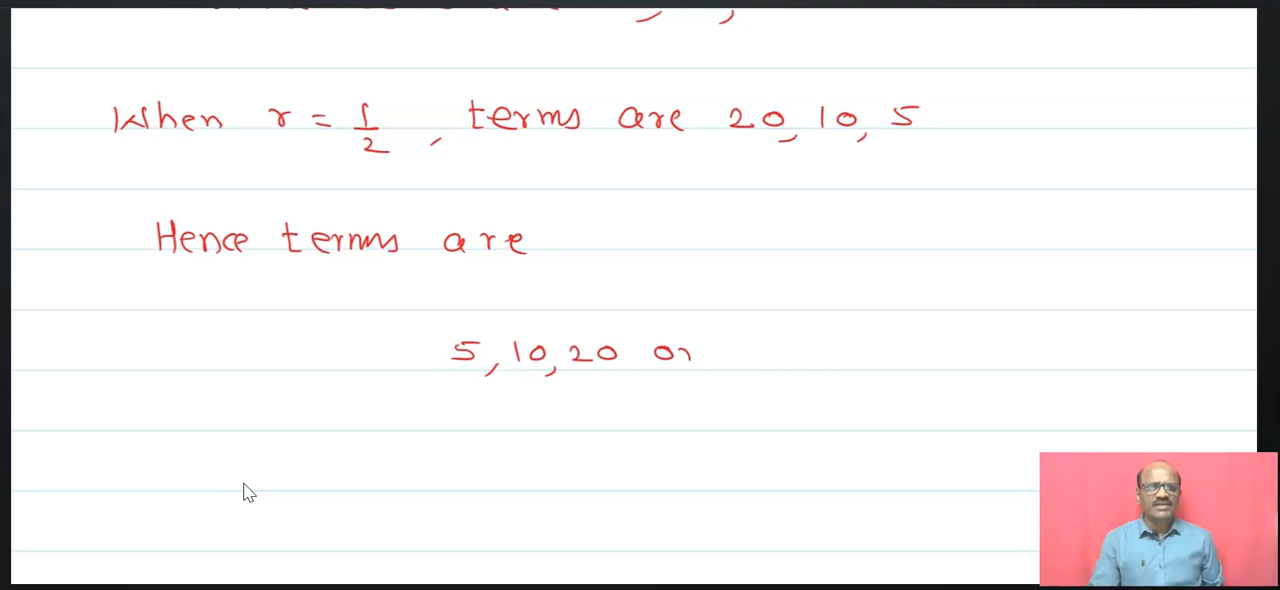 When r = 1/2, terms are 20, 10, 5
Hence terms are
5, 10, 20 or